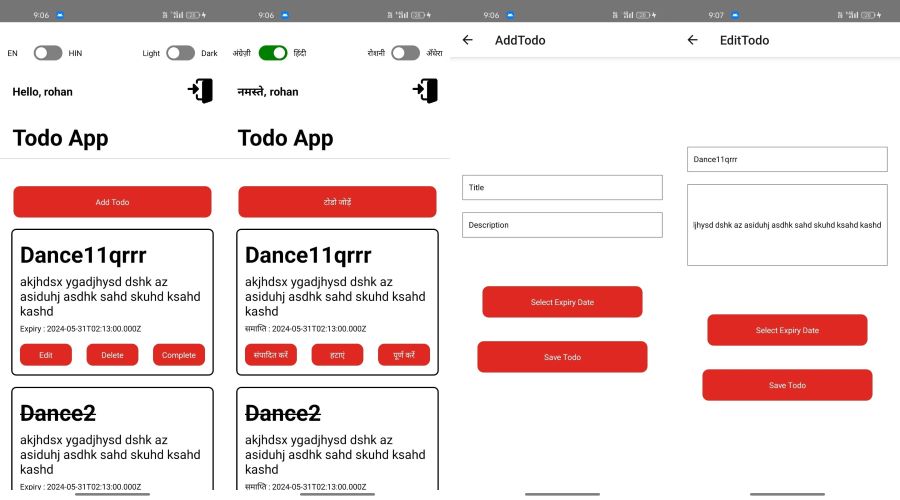 9:06
28
EN
HIN
Light
Dark
Hello, rohan
Todo App
Add Todo
Dance11qrrr
akjhdsx ygadjhysd dshk az
asiduhj asdhk sahd skuhd ksahd
kashd
Expiry : 2024-05-31T02:13:00.000Z
Edit
Delete
Complete
Dance2
akjhdsx ygadjhysd dshk az
asiduhj asdhk sahd skuhd ksahd
kashd
Expiry : 2024-05-31T02:13:00.000Z
9:06
28
अंग्रेज़ी
हिंदी
रोशनी
अँधेरा
नमस्ते, rohan
Todo App
टोडो जोड़ें
Dance11qrrr
akjhdsx ygadjhysd dshk az
asiduhj asdhk sahd skuhd ksahd
kashd
समाप्ति : 2024-05-31T02:13:00.000Z
संपादित करें
हटाएं
पूर्ण करें
Dance2
akjhdsx ygadjhysd dshk az
asiduhj asdhk sahd skuhd ksahd
kashd
समाप्ति : 2024-05-31T02:13:00.000Z
9:06
28
AddTodo
Title
Description
Select Expiry Date
Save Todo
9:07
EditTodo
Dance11qrrr
ljhysd dshk az asiduhj asdhk sahd skuhd ksahd kashd
Select Expiry Date
Save Todo